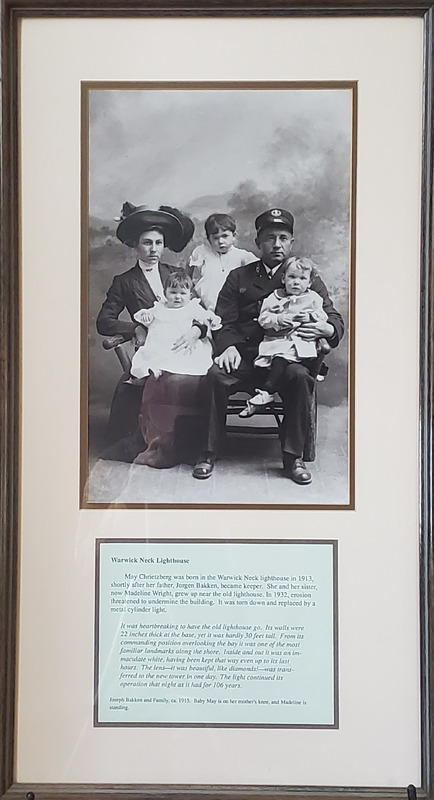 Warwick Neck Lighthouse
May Chrietzberg was born in the Warwick Neck lighthouse in 1913,
shortly after her father, Jorgen Bakken, became keeper. She and her sister,
now Madeline Wright, grew up near the old lighthouse. In 1932, erosion
threatened to undermine the building. It was torn down and replaced by a
metal cylinder light.
It was heartbreaking to have the old lighthouse go. Its walls were
22 inches thick at the base, yet it was hardly 30 feet tall. From its
commanding position overlooking the bay it was one of the most
familiar landmarks along the shore. Inside and out it was an im-
maculate white, having been kept that way even up to its last
hours. The lens—it was beautiful, like diamonds!—was trans-
ferred to the new tower in one day. The light continued its
operation that night as it had for 106 years.
Joseph Bakken and Family, ca. 1915. Baby May is on her mother's knee, and Madeline is
standing.